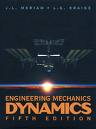 J.L. MERIAM · L.G. KRAIGE
ENGINEERING MECHANICS
DYNAMICS
FIFTH EDITION